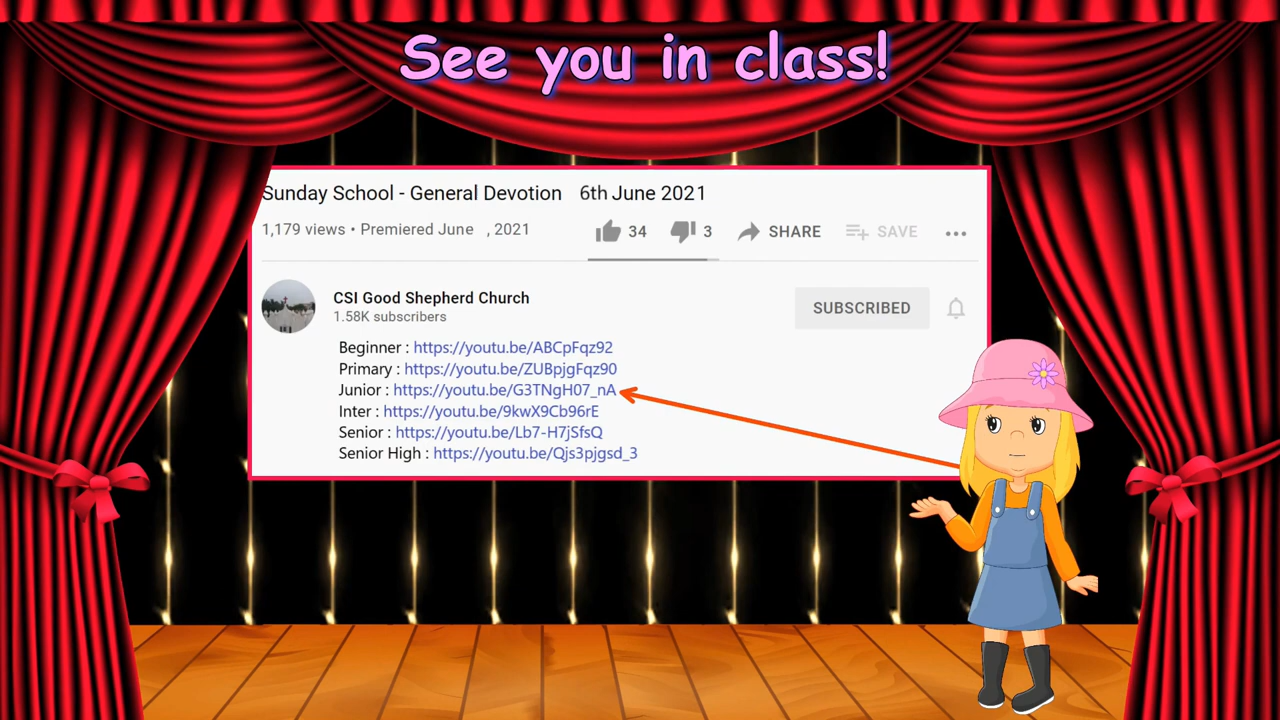 See you in class!
Sunday School - General Devotion 6th June 2021
1,179 views • Premiered June , 2021 34 3 SHARE SAVE
CSI Good Shepherd Church
1.58K subscribers
SUBSCRIBED
Beginner : https://youtu.be/ABCpFqz92
Primary : https://youtu.be/ZUBpjgFqz90
Junior : https://youtu.be/G3TNgH07_nA
Inter : https://youtu.be/9kwX9Cb96rE
Senior : https://youtu.be/Lb7-H7jSfsQ
Senior High : https://youtu.be/Qjs3pjgsd_3